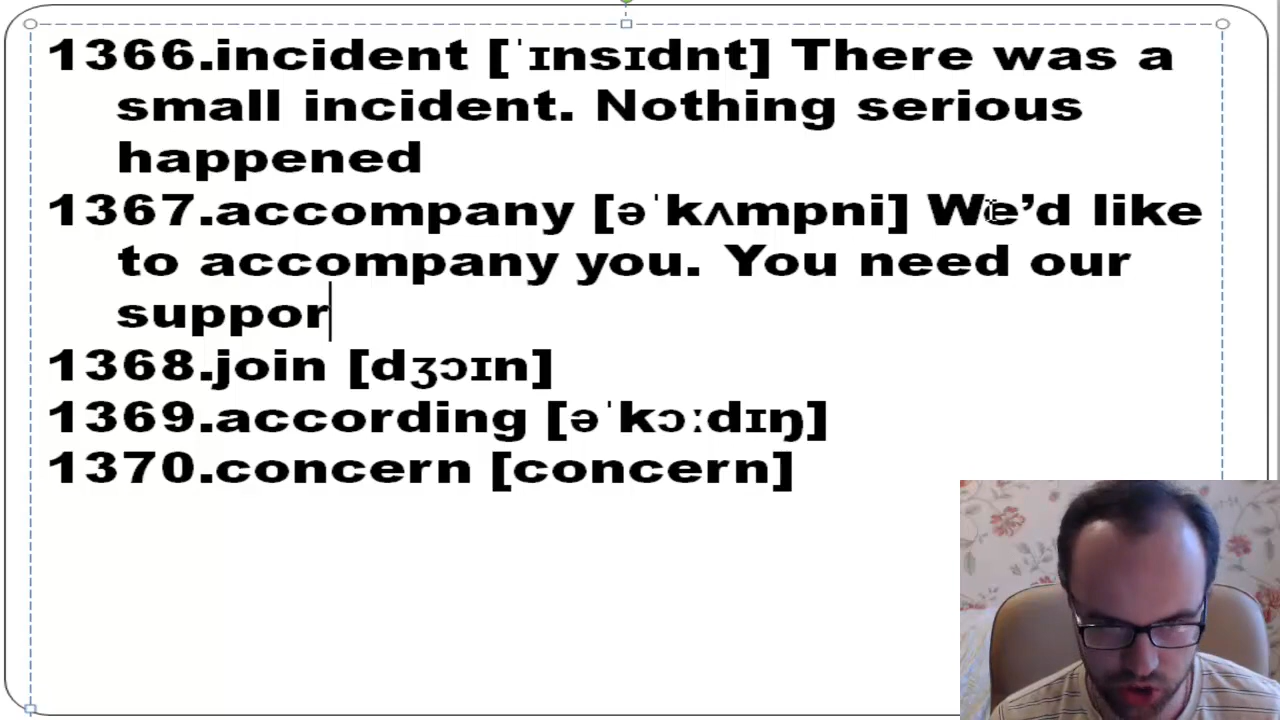 1366.incident [ˈɪnsɪdnt] There was a
small incident. Nothing serious
happened
1367.accompany [əˈkʌmpni] We’d like
to accompany you. You need our
suppor
1368.join [dʒɔɪn]
1369.according [əˈkɔːdɪŋ]
1370.concern [concern]